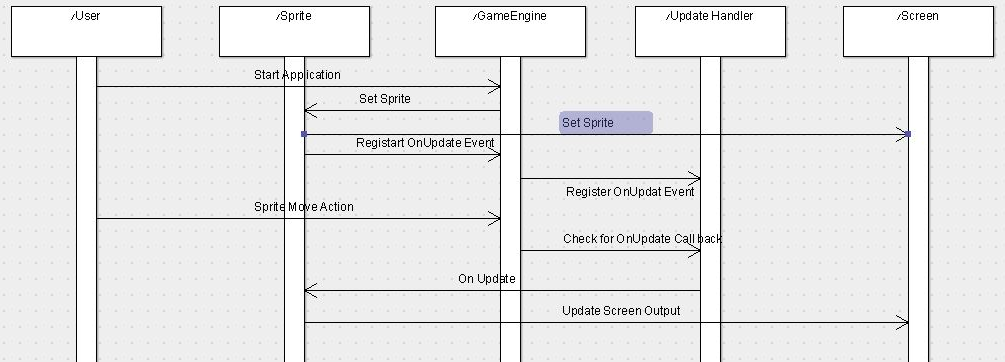 /User
/Sprite
/GameEngine
/Update Handler
/Screen
Start Application
Set Sprite
Set Sprite
Registart OnUpdate Event
Register OnUpdat Event
Sprite Move Action
Check for OnUpdate Call back
On Update
Update Screen Output